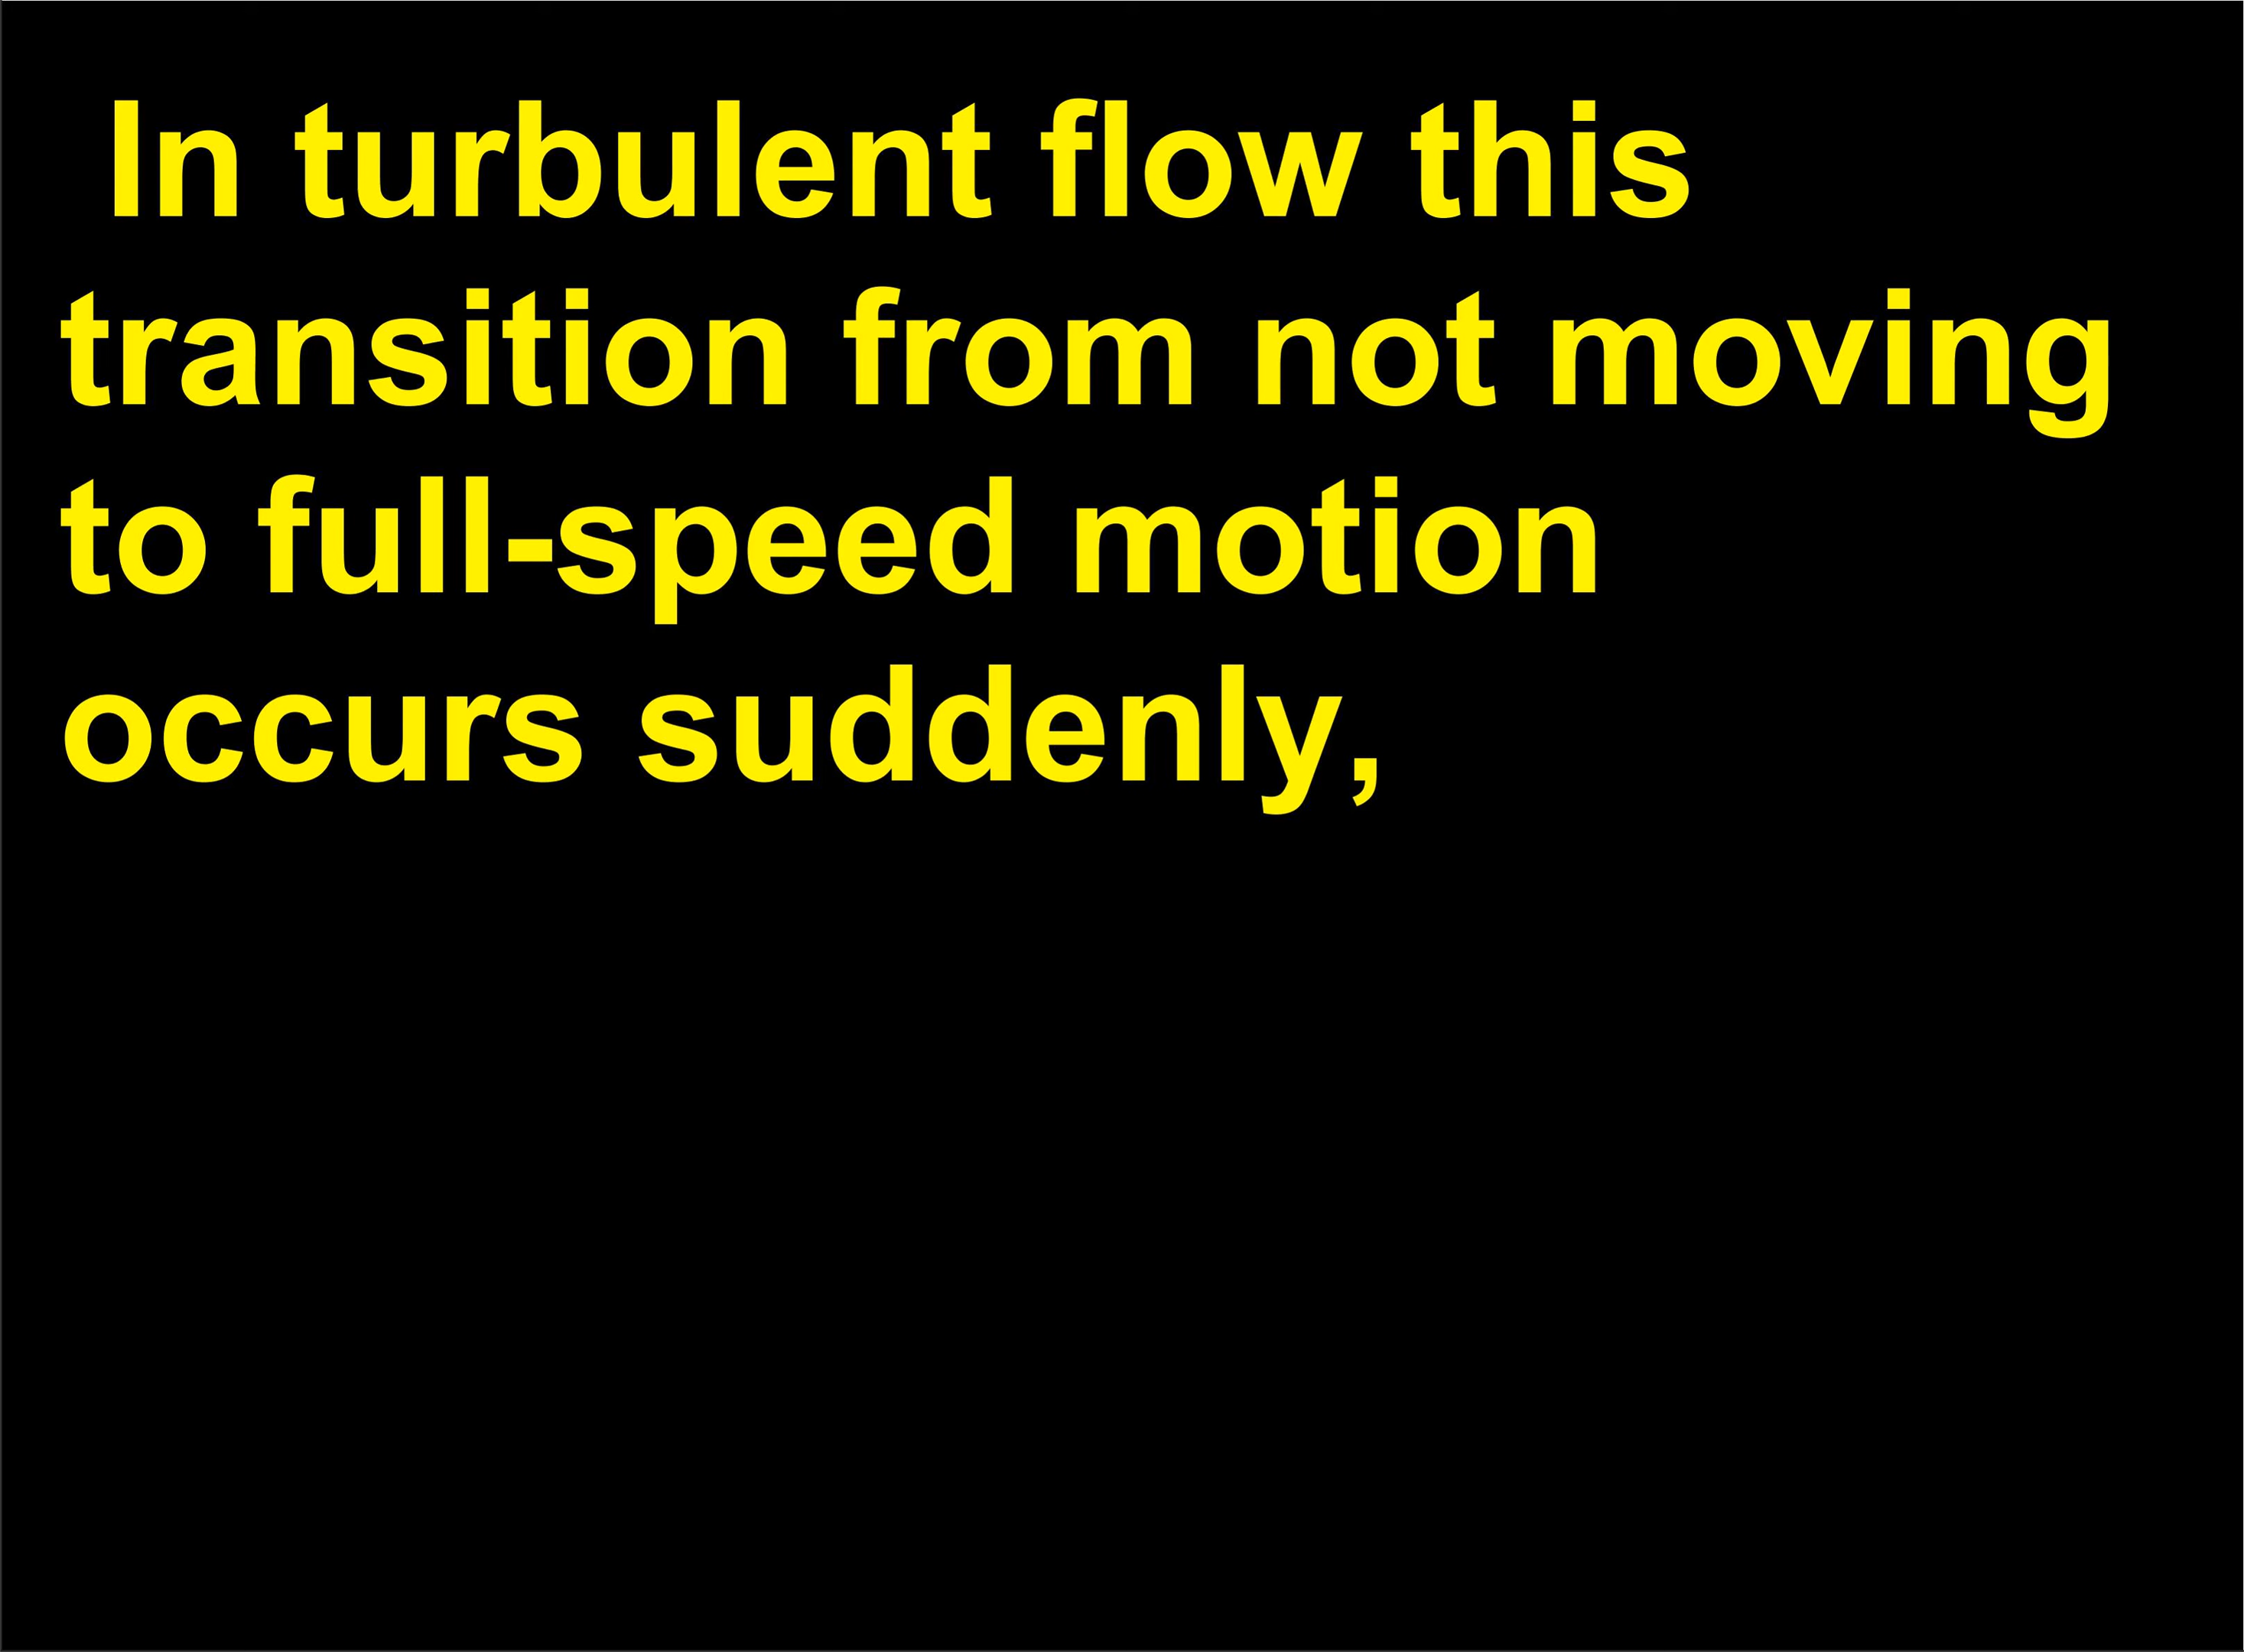 In turbulent flow this
transition from not moving
to full-speed motion
occurs suddenly,